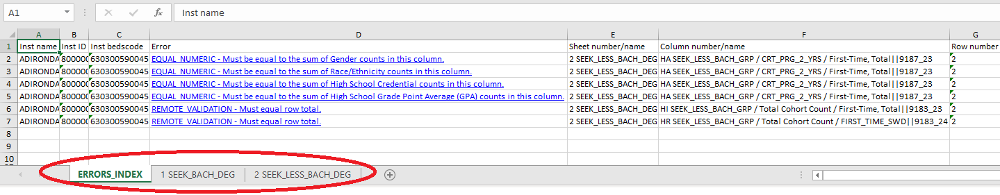 A1 fx Inst name
A B C D E F G
1 Inst name Inst ID Inst bedscode Error Sheet number/name Column number/name Row number
2 ADIRONDA 800000 630300590045 EQUAL_NUMERIC - Must be equal to the sum of Gender counts in this column. 2 SEEK_LESS_BACH_DEG HA SEEK_LESS_BACH_GRP / CRT_PRG_2_YRS / First-Time, Total||9187_23 2
3 ADIRONDA 800000 630300590045 EQUAL_NUMERIC - Must be equal to the sum of Race/Ethnicity counts in this column. 2 SEEK_LESS_BACH_DEG HA SEEK_LESS_BACH_GRP / CRT_PRG_2_YRS / First-Time, Total||9187_23 2
4 ADIRONDA 800000 630300590045 EQUAL_NUMERIC - Must be equal to the sum of High School Credential counts in this column. 2 SEEK_LESS_BACH_DEG HA SEEK_LESS_BACH_GRP / CRT_PRG_2_YRS / First-Time, Total||9187_23 2
5 ADIRONDA 800000 630300590045 EQUAL_NUMERIC - Must be equal to the sum of High School Grade Point Average (GPA) counts in this column. 2 SEEK_LESS_BACH_DEG HA SEEK_LESS_BACH_GRP / CRT_PRG_2_YRS / First-Time, Total||9187_23 2
6 ADIRONDA 800000 630300590045 REMOTE_VALIDATION - Must equal row total. 2 SEEK_LESS_BACH_DEG HI SEEK_LESS_BACH_GRP / Total Cohort Count / First-Time, Total||9183_23 2
7 ADIRONDA 800000 630300590045 REMOTE_VALIDATION - Must equal row total. 2 SEEK_LESS_BACH_DEG HR SEEK_LESS_BACH_GRP / Total Cohort Count / FIRST_TIME_SWD||9183_24 2
8
9
10
ERRORS_INDEX 1 SEEK_BACH_DEG 2 SEEK_LESS_BACH_DEG